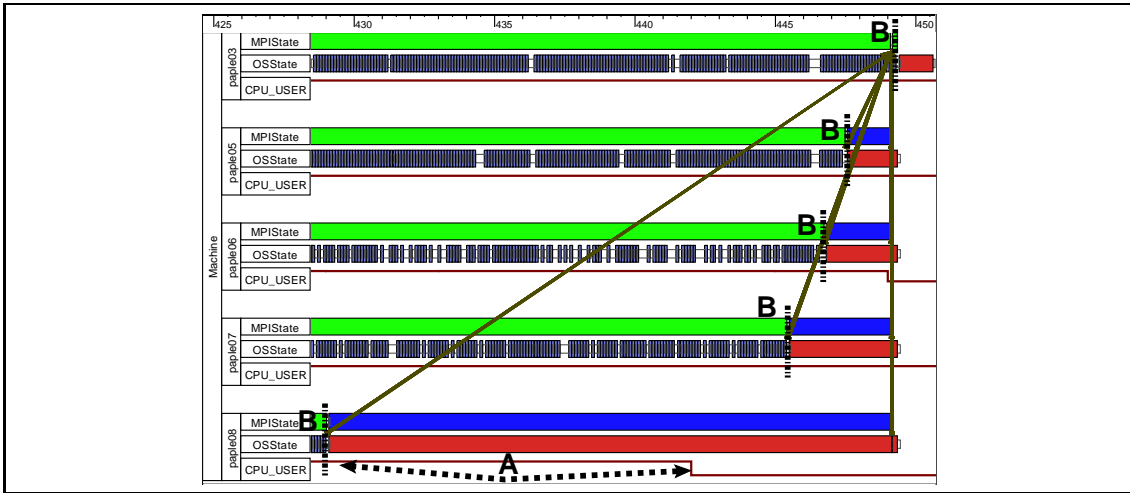 425 430 435 440 445 450
B
MPIState
OSState
CPU_USER
paple03
B
MPIState
OSState
CPU_USER
paple05
B
MPIState
OSState
CPU_USER
paple06
Machine
B
MPIState
OSState
CPU_USER
paple07
B
MPIState
OSState
CPU_USER
paple08
A